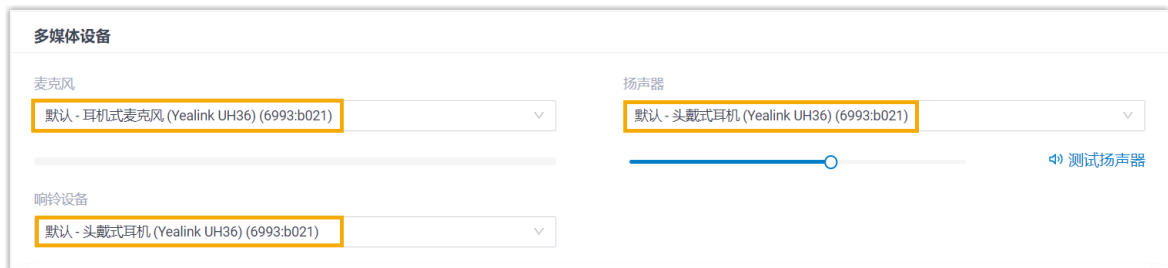 多媒体设备
麦克风
扬声器
默认 - 耳机式麦克风 (Yealink UH36) (6993:b021)
默认 - 头戴式耳机 (Yealink UH36) (6993:b021)
测试扬声器
响铃设备
默认 - 头戴式耳机 (Yealink UH36) (6993:b021)